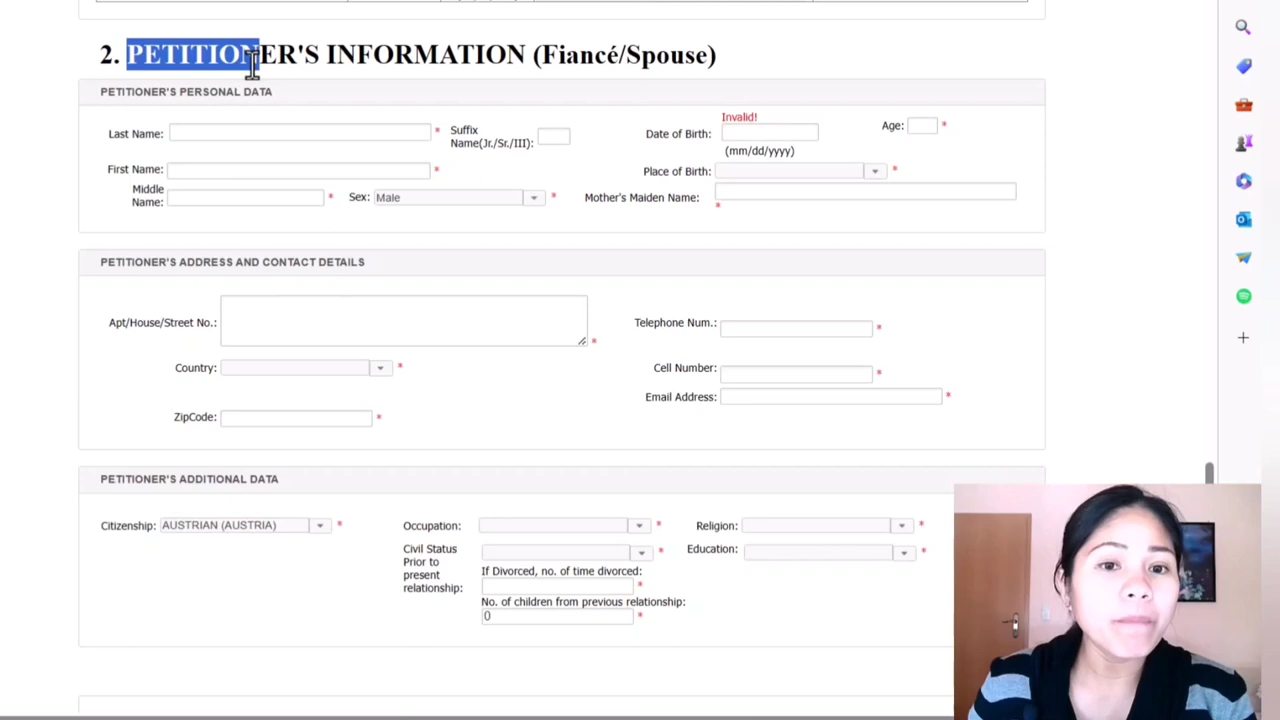 2. PETITIONER'S INFORMATION (Fiancé/Spouse)
PETITIONER'S PERSONAL DATA
Last Name: *
Suffix Name(Jr./Sr./III):
Invalid!
Date of Birth:
(mm/dd/yyyy)
Age: *
First Name: *
Place of Birth: *
Middle Name: *
Sex: Male *
Mother's Maiden Name:
*
PETITIONER'S ADDRESS AND CONTACT DETAILS
Apt/House/Street No.: *
Telephone Num.: *
Country: *
Cell Number: *
Email Address: *
ZipCode: *
PETITIONER'S ADDITIONAL DATA
Citizenship: AUSTRIAN (AUSTRIA) *
Occupation: *
Religion: *
Civil Status
Prior to
present
relationship: *
Education: *
If Divorced, no. of time divorced:
*
No. of children from previous relationship:
0 *